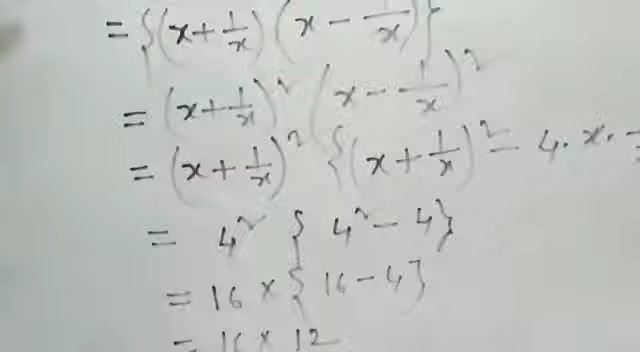 = {(x + 1/x) (x - 1/x)}
= (x + 1/x)² (x - 1/x)²
= (x + 1/x)² {(x + 1/x)² - 4. x.
= 4² { 4² - 4}
= 16 × { 16 - 4}
= 16 × 12